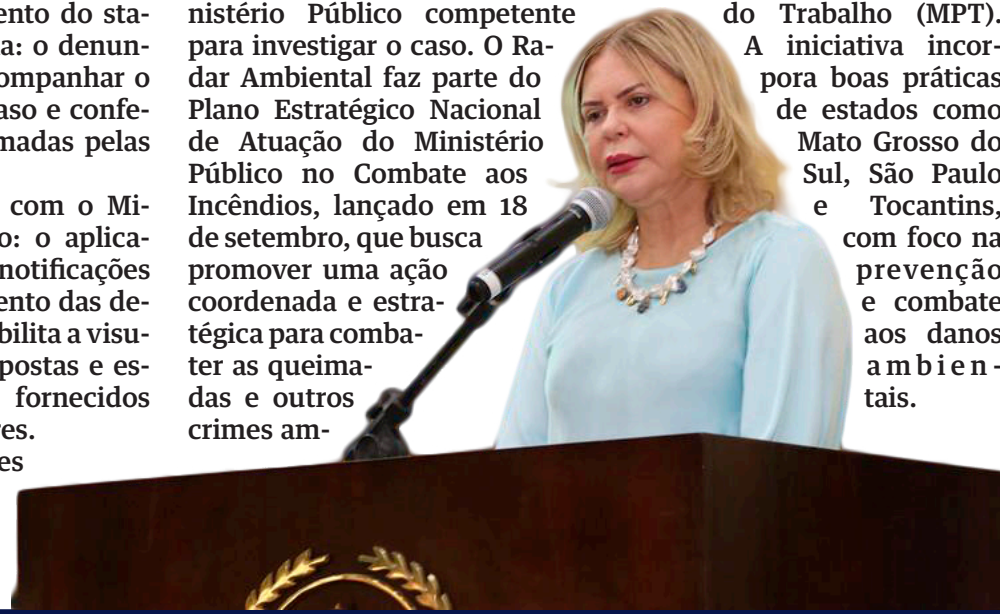 ento do sta-
a: o denun-
ompanhar o
aso e confe-
madas pelas
com o Mi-
o: o aplica-
notificações
ento das de-
bilita a visu-
postas e es-
fornecidos
res.
es
nistério Público competente
para investigar o caso. O Ra-
dar Ambiental faz parte do
Plano Estratégico Nacional
de Atuação do Ministério
Público no Combate aos
Incêndios, lançado em 18
de setembro, que busca
promover uma ação
coordenada e estra-
tégica para comba-
ter as queima-
das e outros
crimes am-
do Trabalho (MPT).
A iniciativa incor-
pora boas práticas
de estados como
Mato Grosso do
Sul, São Paulo
e Tocantins,
com foco na
prevenção
e combate
aos danos
ambien-
tais.